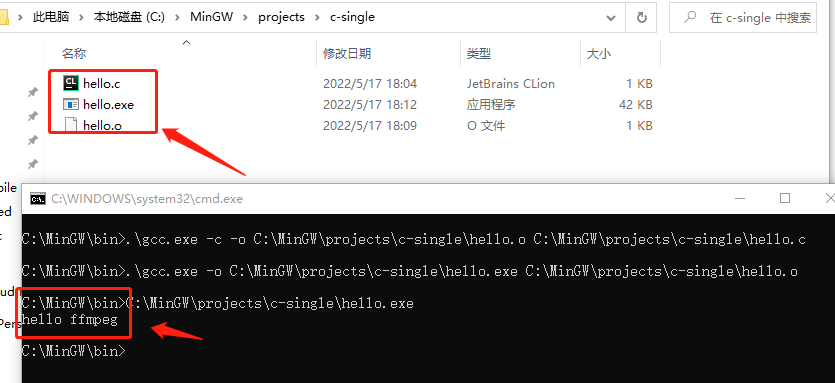 此电脑 > 本地磁盘 (C:) > MinGW > projects > c-single
在 c-single 中搜索
名称 修改日期 类型 大小
hello.c 2022/5/17 18:04 JetBrains CLion 1 KB
hello.exe 2022/5/17 18:12 应用程序 42 KB
hello.o 2022/5/17 18:09 O 文件 1 KB
C:\WINDOWS\system32\cmd.exe
C:\MinGW\bin>.\gcc.exe -c -o C:\MinGW\projects\c-single\hello.o C:\MinGW\projects\c-single\hello.c
C:\MinGW\bin>.\gcc.exe -o C:\MinGW\projects\c-single\hello.exe C:\MinGW\projects\c-single\hello.o
C:\MinGW\bin>C:\MinGW\projects\c-single\hello.exe
hello ffmpeg
C:\MinGW\bin>